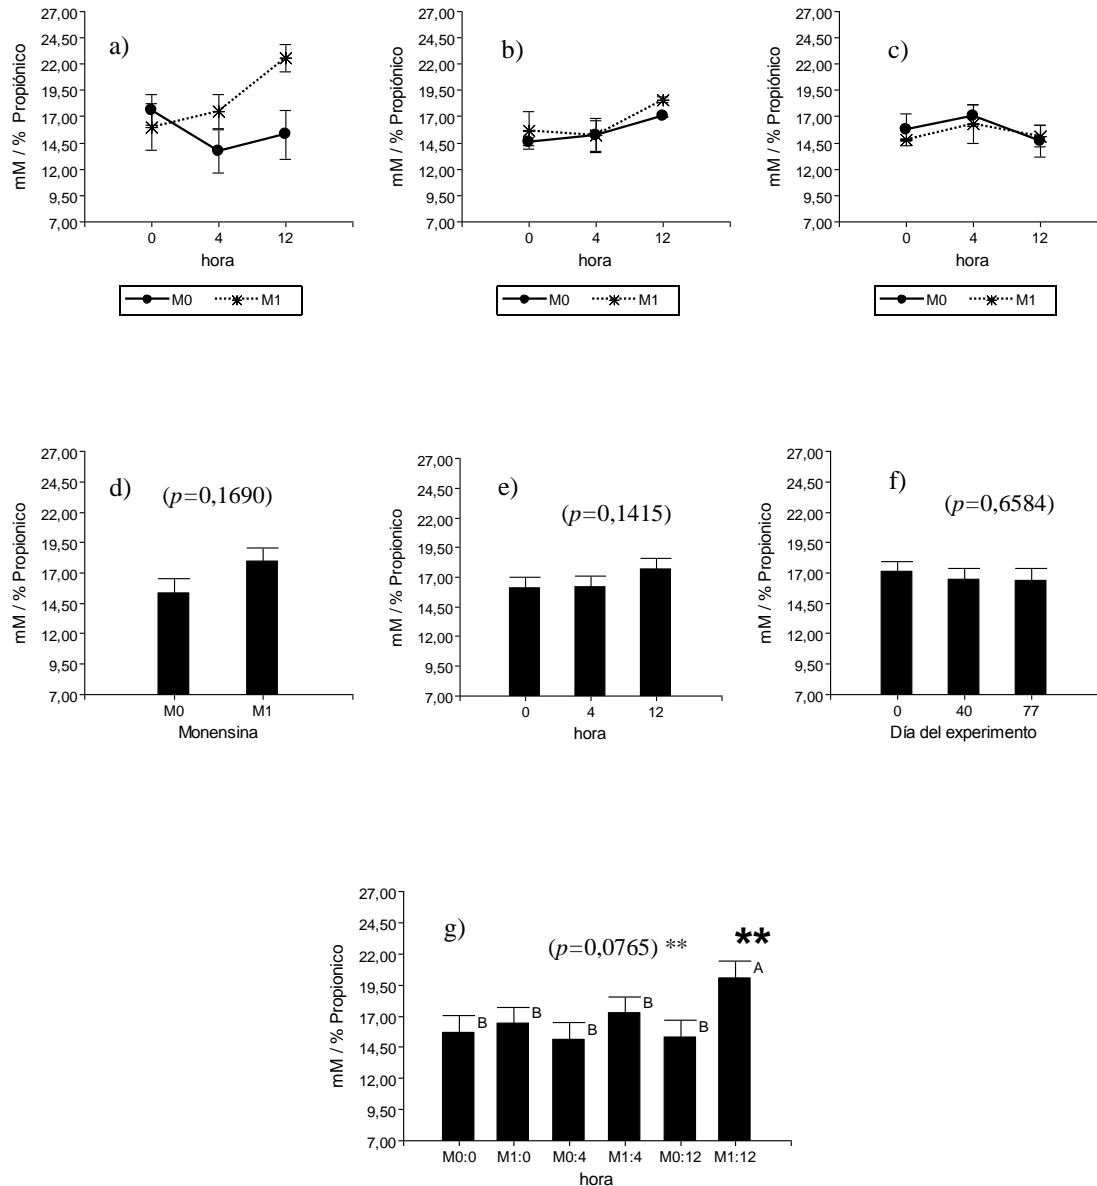 a)
mM / % Propiónico
27,00
24,50
22,00
19,50
17,00
14,50
12,00
9,50
7,00
0 4 12
hora
M0 M1
b)
mM / % Propiónico
27,00
24,50
22,00
19,50
17,00
14,50
12,00
9,50
7,00
0 4 12
hora
M0 M1
c)
mM / % Propiónico
27,00
24,50
22,00
19,50
17,00
14,50
12,00
9,50
7,00
0 4 12
hora
M0 M1
d)
(p=0,1690)
mM / % Propionico
27,00
24,50
22,00
19,50
17,00
14,50
12,00
9,50
7,00
M0 M1
Monensina
e)
(p=0,1415)
mM / % Propionico
27,00
24,50
22,00
19,50
17,00
14,50
12,00
9,50
7,00
0 4 12
hora
f)
(p=0,6584)
mM / % Propionico
27,00
24,50
22,00
19,50
17,00
14,50
12,00
9,50
7,00
0 40 77
Día del experimento
g)
(p=0,0765) **
**
mM / % Propionico
27,00
24,50
22,00
19,50
17,00
14,50
12,00
9,50
7,00
B B B B B A
M0:0 M1:0 M0:4 M1:4 M0:12 M1:12
hora